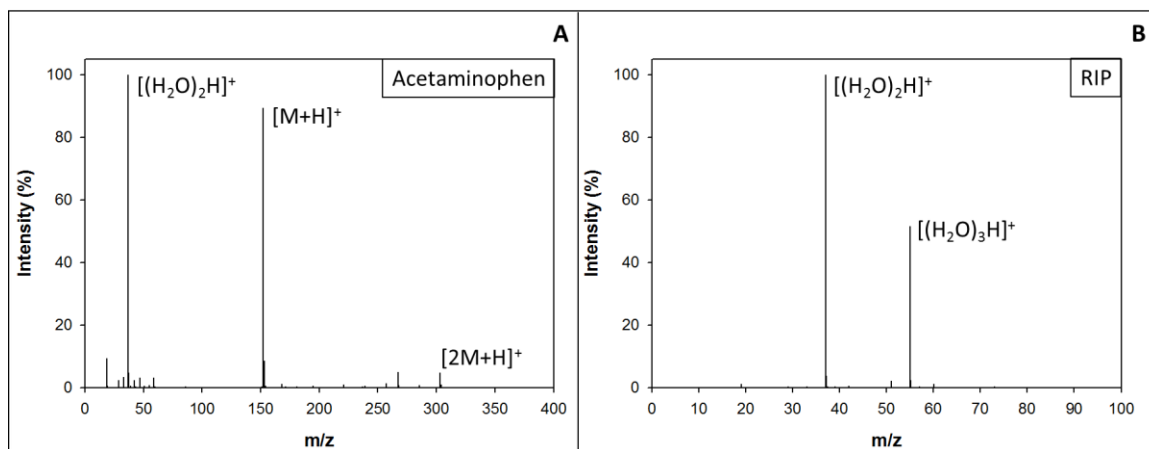 A
Acetaminophen
[(H₂O)₂H]⁺
[M+H]⁺
[2M+H]⁺
Intensity (%)
100
80
60
40
20
0
0 50 100 150 200 250 300 350 400
m/z
B
RIP
[(H₂O)₂H]⁺
[(H₂O)₃H]⁺
Intensity (%)
100
80
60
40
20
0
0 10 20 30 40 50 60 70 80 90 100
m/z